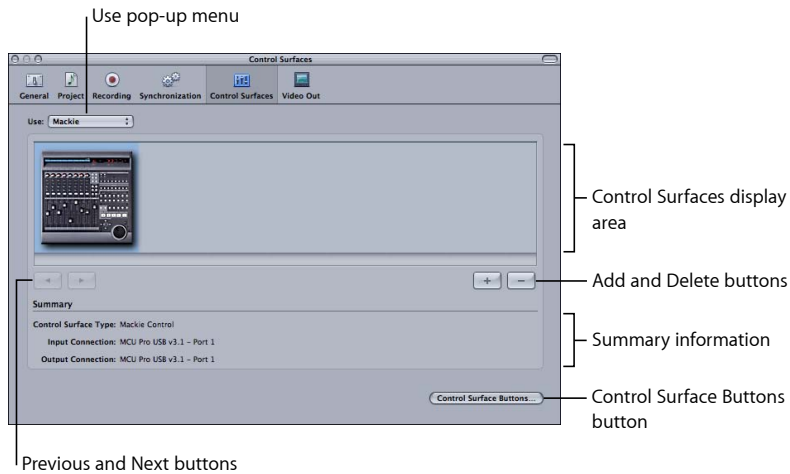 Use pop-up menu
Control Surfaces
General Project Recording Synchronization Control Surfaces Video Out
Use: Mackie
Control Surfaces display
area
+ −
Add and Delete buttons
Summary
Control Surface Type: Mackie Control
Input Connection: MCU Pro USB v3.1 – Port 1
Output Connection: MCU Pro USB v3.1 – Port 1
Summary information
Control Surface Buttons...
Control Surface Buttons
button
Previous and Next buttons